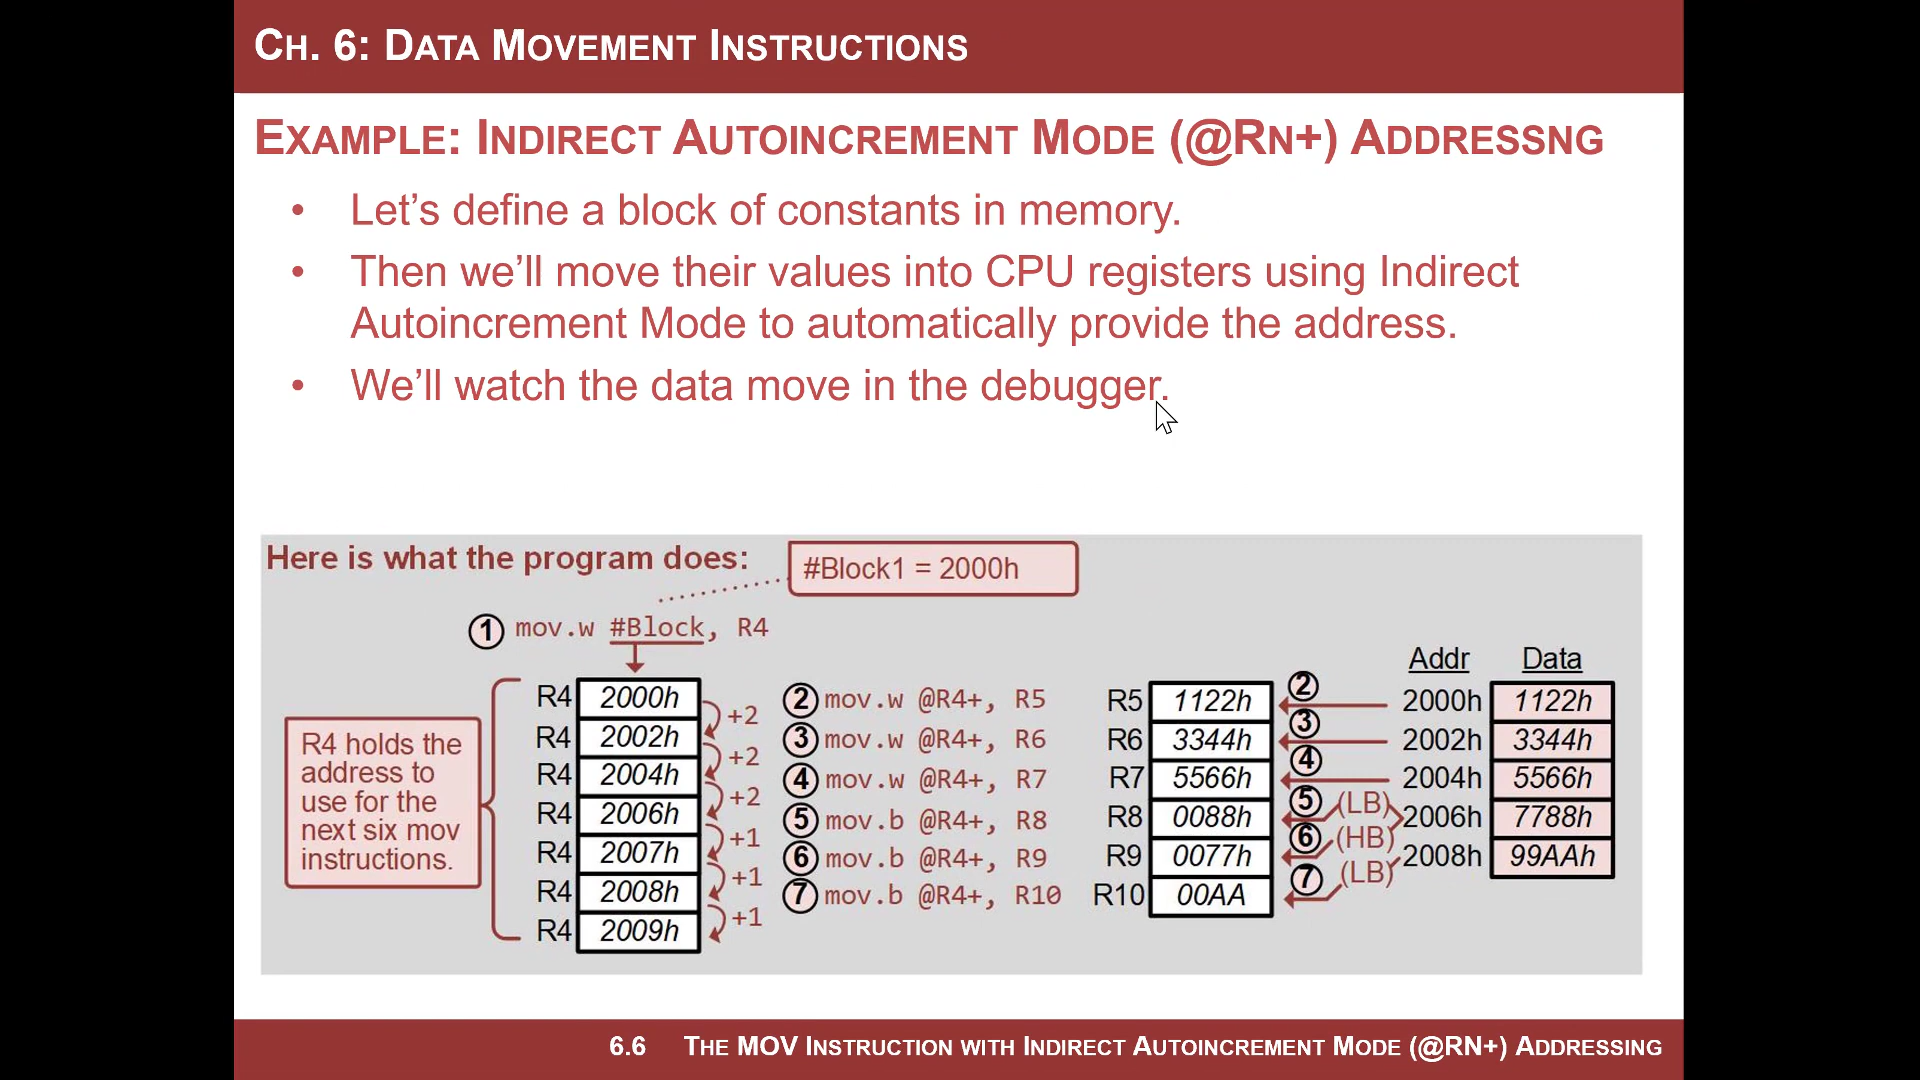 CH. 6: DATA MOVEMENT INSTRUCTIONS
EXAMPLE: INDIRECT AUTOINCREMENT MODE (@RN+) ADDRESSNG
• Let's define a block of constants in memory.
• Then we'll move their values into CPU registers using Indirect
Autoincrement Mode to automatically provide the address.
• We'll watch the data move in the debugger.
Here is what the program does:
#Block1 = 2000h
1 mov.w #Block, R4
R4 holds the
address to
use for the
next six mov
instructions.
R4 2000h
R4 2002h
R4 2004h
R4 2006h
R4 2007h
R4 2008h
R4 2009h
+2
+2
+2
+1
+1
+1
2 mov.w @R4+, R5
3 mov.w @R4+, R6
4 mov.w @R4+, R7
5 mov.b @R4+, R8
6 mov.b @R4+, R9
7 mov.b @R4+, R10
R5 1122h
R6 3344h
R7 5566h
R8 0088h
R9 0077h
R10 00AA
2
3
4
5 (LB)
6 (HB)
7 (LB)
Addr Data
2000h 1122h
2002h 3344h
2004h 5566h
2006h 7788h
2008h 99AAh
6.6 THE MOV INSTRUCTION WITH INDIRECT AUTOINCREMENT MODE (@RN+) ADDRESSING